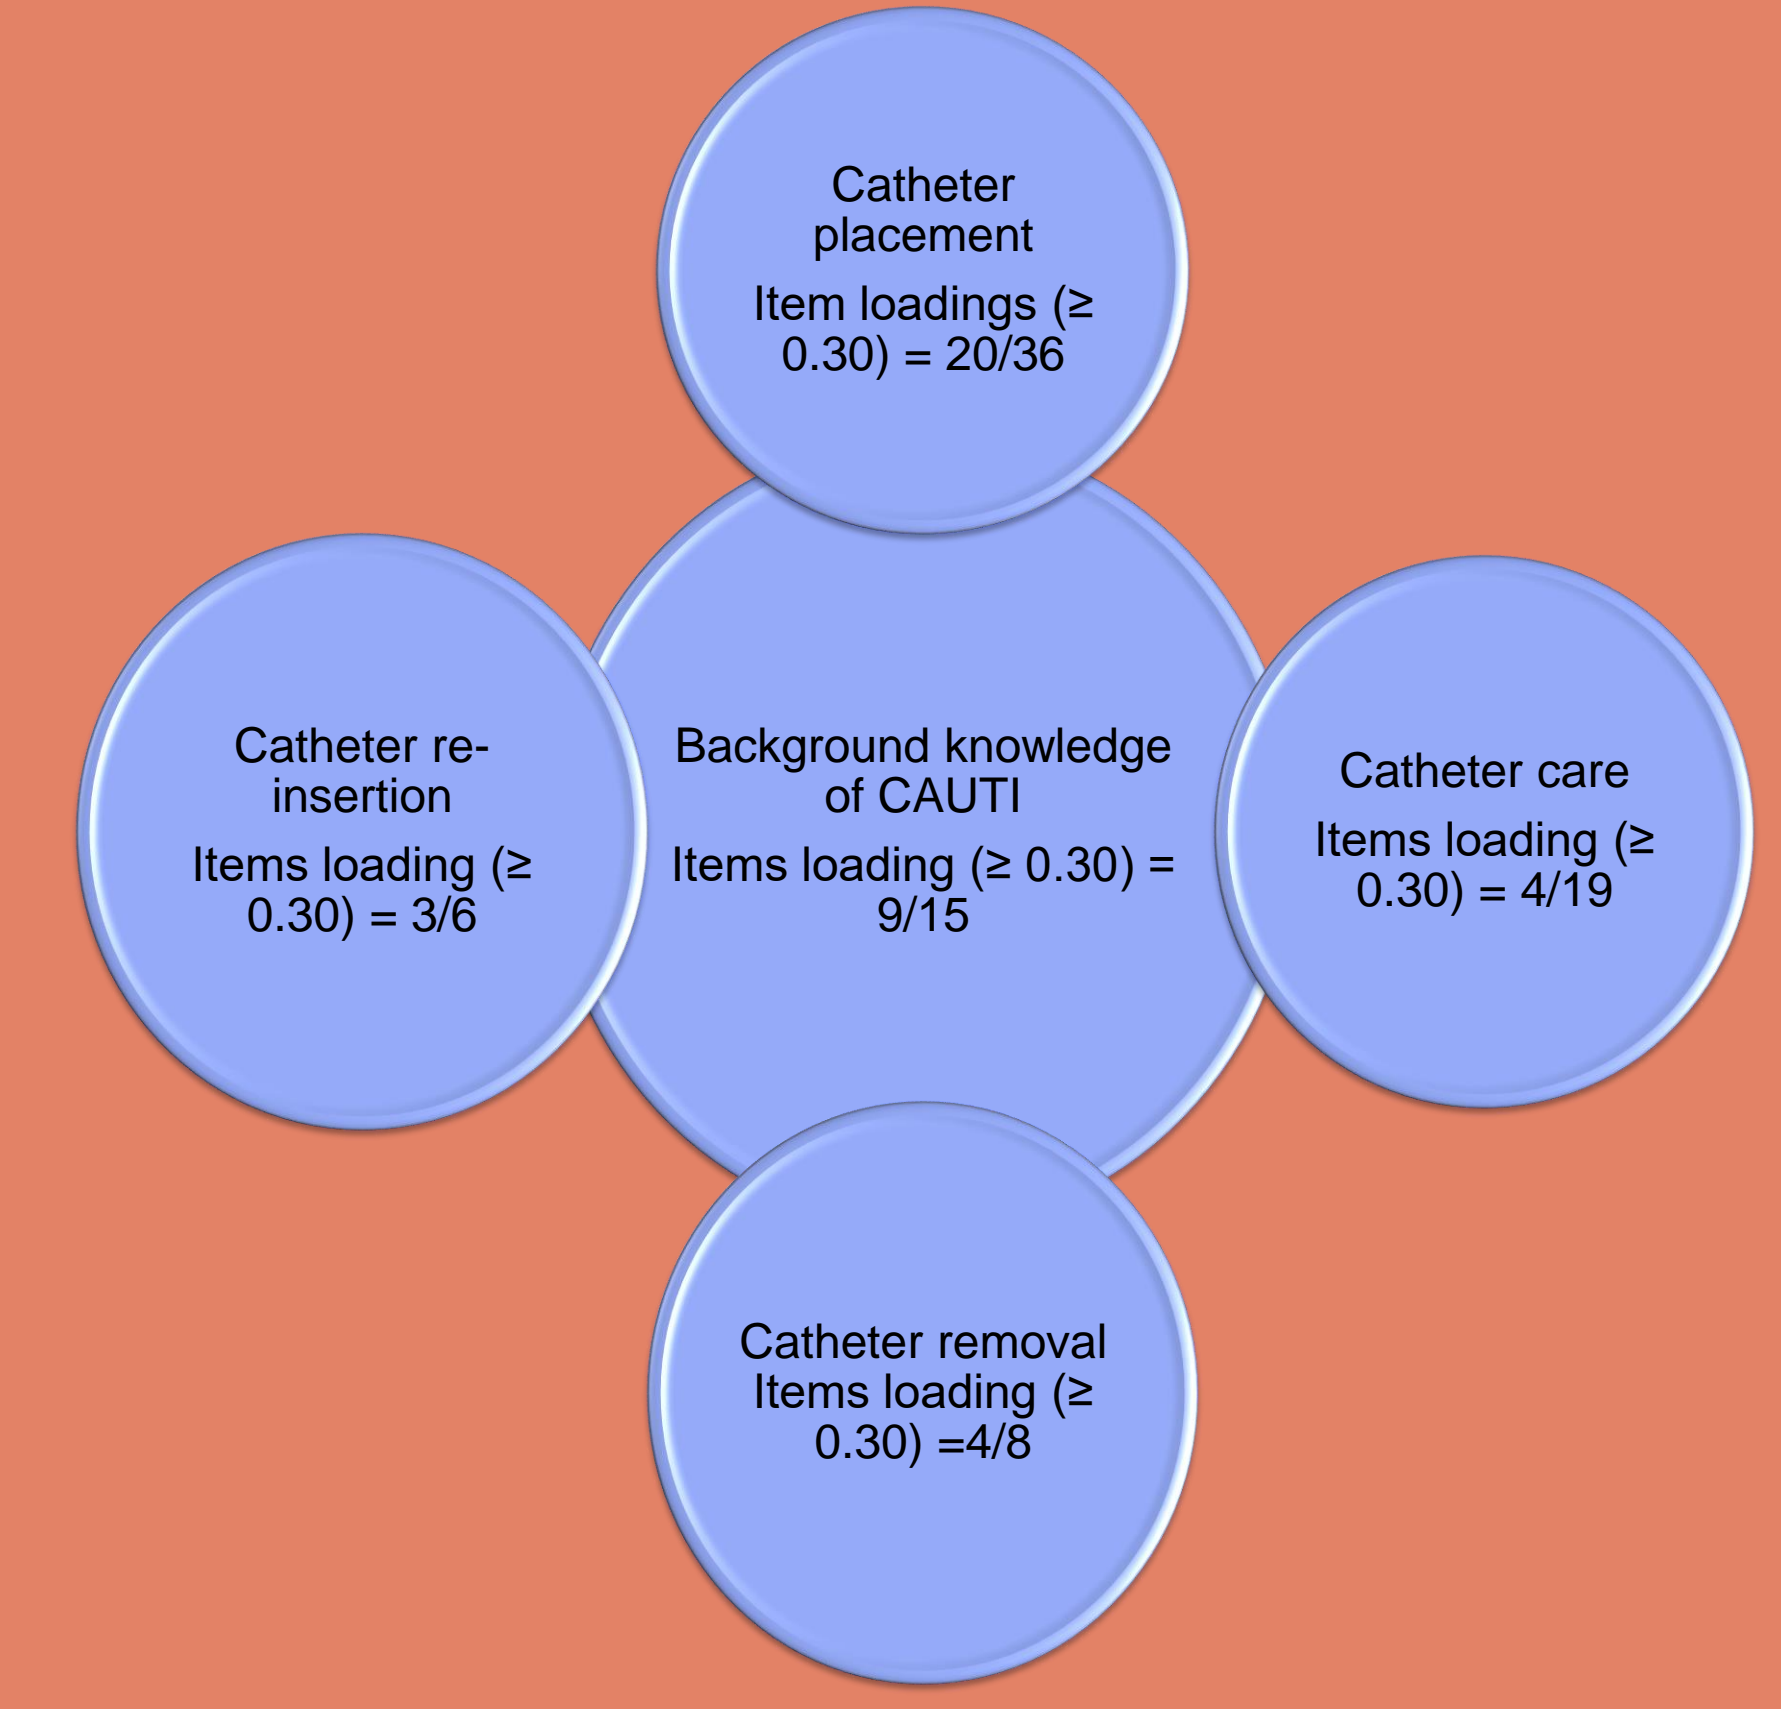 Catheter
placement
Item loadings (≥
0.30) = 20/36
Catheter re-
insertion
Items loading (≥
0.30) = 3/6
Background knowledge
of CAUTI
Items loading (≥ 0.30) =
9/15
Catheter care
Items loading (≥
0.30) = 4/19
Catheter removal
Items loading (≥
0.30) =4/8